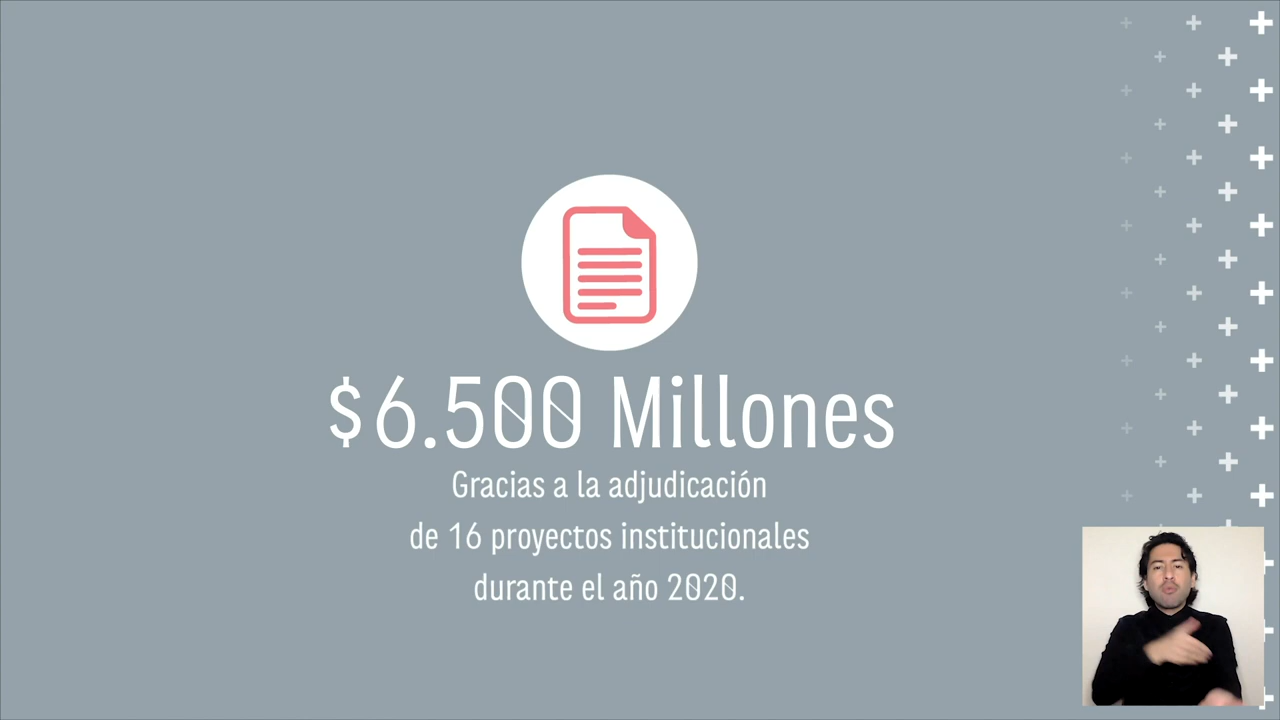 $6.500 Millones
Gracias a la adjudicación
de 16 proyectos institucionales
durante el año 2020.